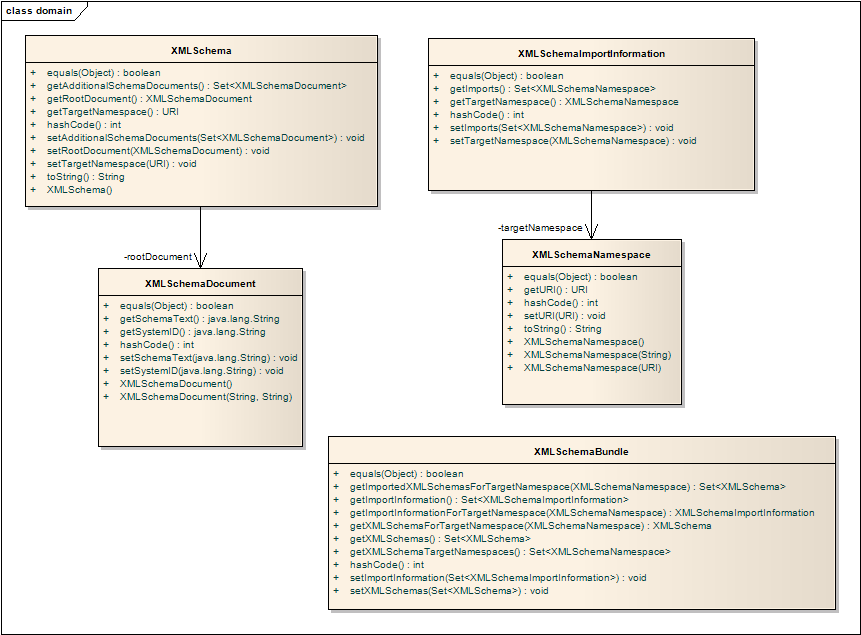 class domain
XMLSchema
+ equals(Object) : boolean
+ getAdditionalSchemaDocuments() : Set<XMLSchemaDocument>
+ getRootDocument() : XMLSchemaDocument
+ getTargetNamespace() : URI
+ hashCode() : int
+ setAdditionalSchemaDocuments(Set<XMLSchemaDocument>) : void
+ setRootDocument(XMLSchemaDocument) : void
+ setTargetNamespace(URI) : void
+ toString() : String
+ XMLSchema()
XMLSchemaImportInformation
+ equals(Object) : boolean
+ getImports() : Set<XMLSchemaNamespace>
+ getTargetNamespace() : XMLSchemaNamespace
+ hashCode() : int
+ setImports(Set<XMLSchemaNamespace>) : void
+ setTargetNamespace(XMLSchemaNamespace) : void
-rootDocument
-targetNamespace
XMLSchemaDocument
+ equals(Object) : boolean
+ getSchemaText() : java.lang.String
+ getSystemID() : java.lang.String
+ hashCode() : int
+ setSchemaText(java.lang.String) : void
+ setSystemID(java.lang.String) : void
+ XMLSchemaDocument()
+ XMLSchemaDocument(String, String)
XMLSchemaNamespace
+ equals(Object) : boolean
+ getURI() : URI
+ hashCode() : int
+ setURI(URI) : void
+ toString() : String
+ XMLSchemaNamespace()
+ XMLSchemaNamespace(String)
+ XMLSchemaNamespace(URI)
XMLSchemaBundle
+ equals(Object) : boolean
+ getImportedXMLSchemasForTargetNamespace(XMLSchemaNamespace) : Set<XMLSchema>
+ getImportInformation() : Set<XMLSchemaImportInformation>
+ getImportInformationForTargetNamespace(XMLSchemaNamespace) : XMLSchemaImportInformation
+ getXMLSchemaForTargetNamespace(XMLSchemaNamespace) : XMLSchema
+ getXMLSchemas() : Set<XMLSchema>
+ getXMLSchemaTargetNamespaces() : Set<XMLSchemaNamespace>
+ hashCode() : int
+ setImportInformation(Set<XMLSchemaImportInformation>) : void
+ setXMLSchemas(Set<XMLSchema>) : void